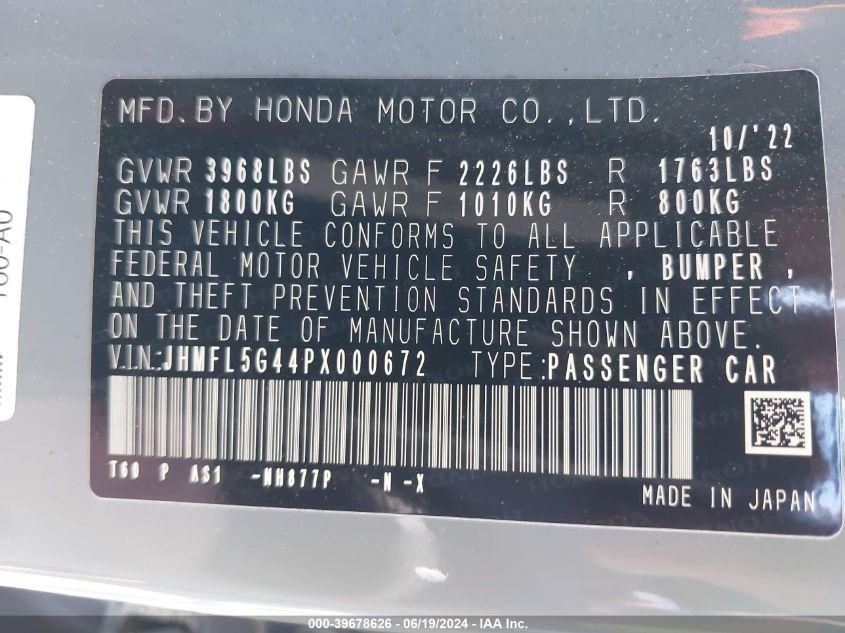 MFD. BY HONDA MOTOR CO., LTD.
10/'22
GVWR 3968LBS GAWR F 2226LBS R 1763LBS
GVWR 1800KG GAWR F 1010KG R 800KG
THIS VEHICLE CONFORMS TO ALL APPLICABLE
FEDERAL MOTOR VEHICLE SAFETY , BUMPER ,
AND THEFT PREVENTION STANDARDS IN EFFECT
ON THE DATE OF MANUFACTURE SHOWN ABOVE.
VIN:JHMFL5G44PX000672 TYPE:PASSENGER CAR
T60 P AS1 -NH877P -N -X
MADE IN JAPAN
000-39678626 - 06/19/2024 - IAA Inc.